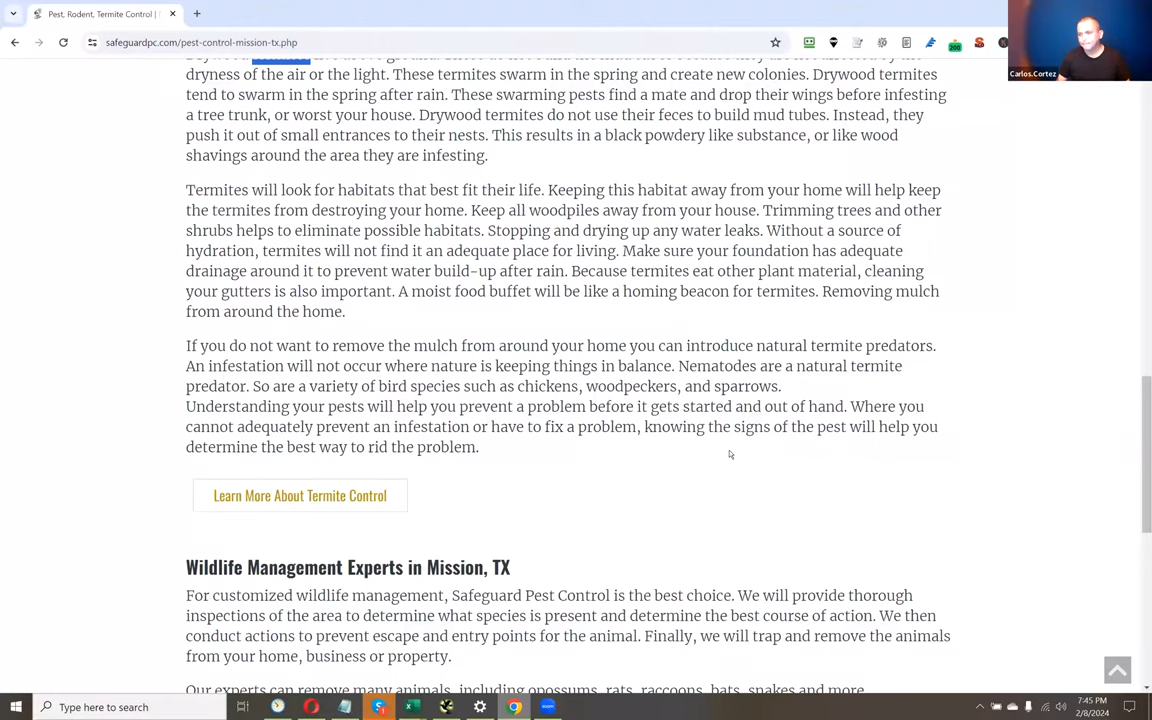 Pest, Rodent, Termite Control |
safeguardpc.com/pest-control-mission-tx.php
200
Carlos.Cortez
dryness of the air or the light. These termites swarm in the spring and create new colonies. Drywood termites
tend to swarm in the spring after rain. These swarming pests find a mate and drop their wings before infesting
a tree trunk, or worst your house. Drywood termites do not use their feces to build mud tubes. Instead, they
push it out of small entrances to their nests. This results in a black powdery like substance, or like wood
shavings around the area they are infesting.
Termites will look for habitats that best fit their life. Keeping this habitat away from your home will help keep
the termites from destroying your home. Keep all woodpiles away from your house. Trimming trees and other
shrubs helps to eliminate possible habitats. Stopping and drying up any water leaks. Without a source of
hydration, termites will not find it an adequate place for living. Make sure your foundation has adequate
drainage around it to prevent water build-up after rain. Because termites eat other plant material, cleaning
your gutters is also important. A moist food buffet will be like a homing beacon for termites. Removing mulch
from around the home.
If you do not want to remove the mulch from around your home you can introduce natural termite predators.
An infestation will not occur where nature is keeping things in balance. Nematodes are a natural termite
predator. So are a variety of bird species such as chickens, woodpeckers, and sparrows.
Understanding your pests will help you prevent a problem before it gets started and out of hand. Where you
cannot adequately prevent an infestation or have to fix a problem, knowing the signs of the pest will help you
determine the best way to rid the problem.
Learn More About Termite Control
Wildlife Management Experts in Mission, TX
For customized wildlife management, Safeguard Pest Control is the best choice. We will provide thorough
inspections of the area to determine what species is present and determine the best course of action. We then
conduct actions to prevent escape and entry points for the animal. Finally, we will trap and remove the animals
from your home, business or property.
Our experts can remove many animals, including opossums, rats, raccoons, bats, snakes and more.
Type here to search
7:45 PM
2/8/2024